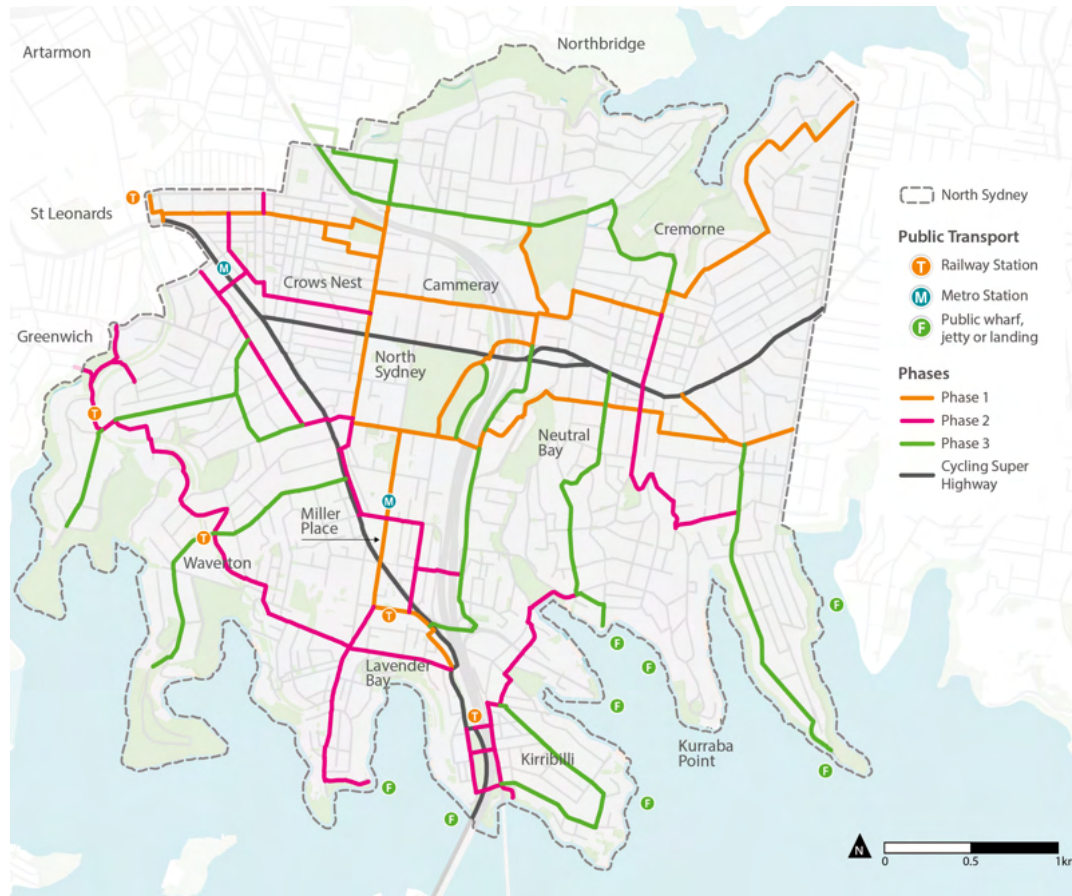 Artarmon
Northbridge
St Leonards
T
M
Crows Nest
Cammeray
Cremorne
Greenwich
T
North
Sydney
Neutral
Bay
M
Miller
Place
T
Waverton
T
Lavender
Bay
T
Kirribilli
Kurraba
Point
F
F
F
F
F
F
F
F
North Sydney
Public Transport
T Railway Station
M Metro Station
F Public wharf,
jetty or landing
Phases
Phase 1
Phase 2
Phase 3
Cycling Super
Highway
N
0 0.5 1km